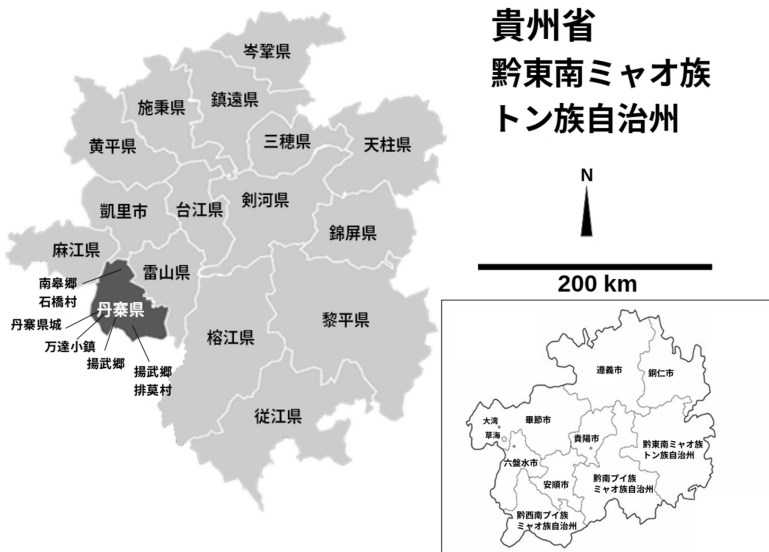 貴州省
黔東南ミャオ族
トン族自治州
岑鞏県
施秉県
鎮遠県
黄平県
三穂県
天柱県
凱里市
台江県
剣河県
錦屏県
麻江県
雷山県
南皋郷
石橋村
丹寨県
丹寨県城
万達小鎮
揚武郷
揚武郷
排莫村
榕江県
黎平県
従江県
N
200 km
遵義市
銅仁市
大湾
草海
畢節市
貴陽市
黔東南ミャオ族
トン族自治州
六盤水市
安順市
黔南ブイ族
ミャオ族自治州
黔西南ブイ族
ミャオ族自治州